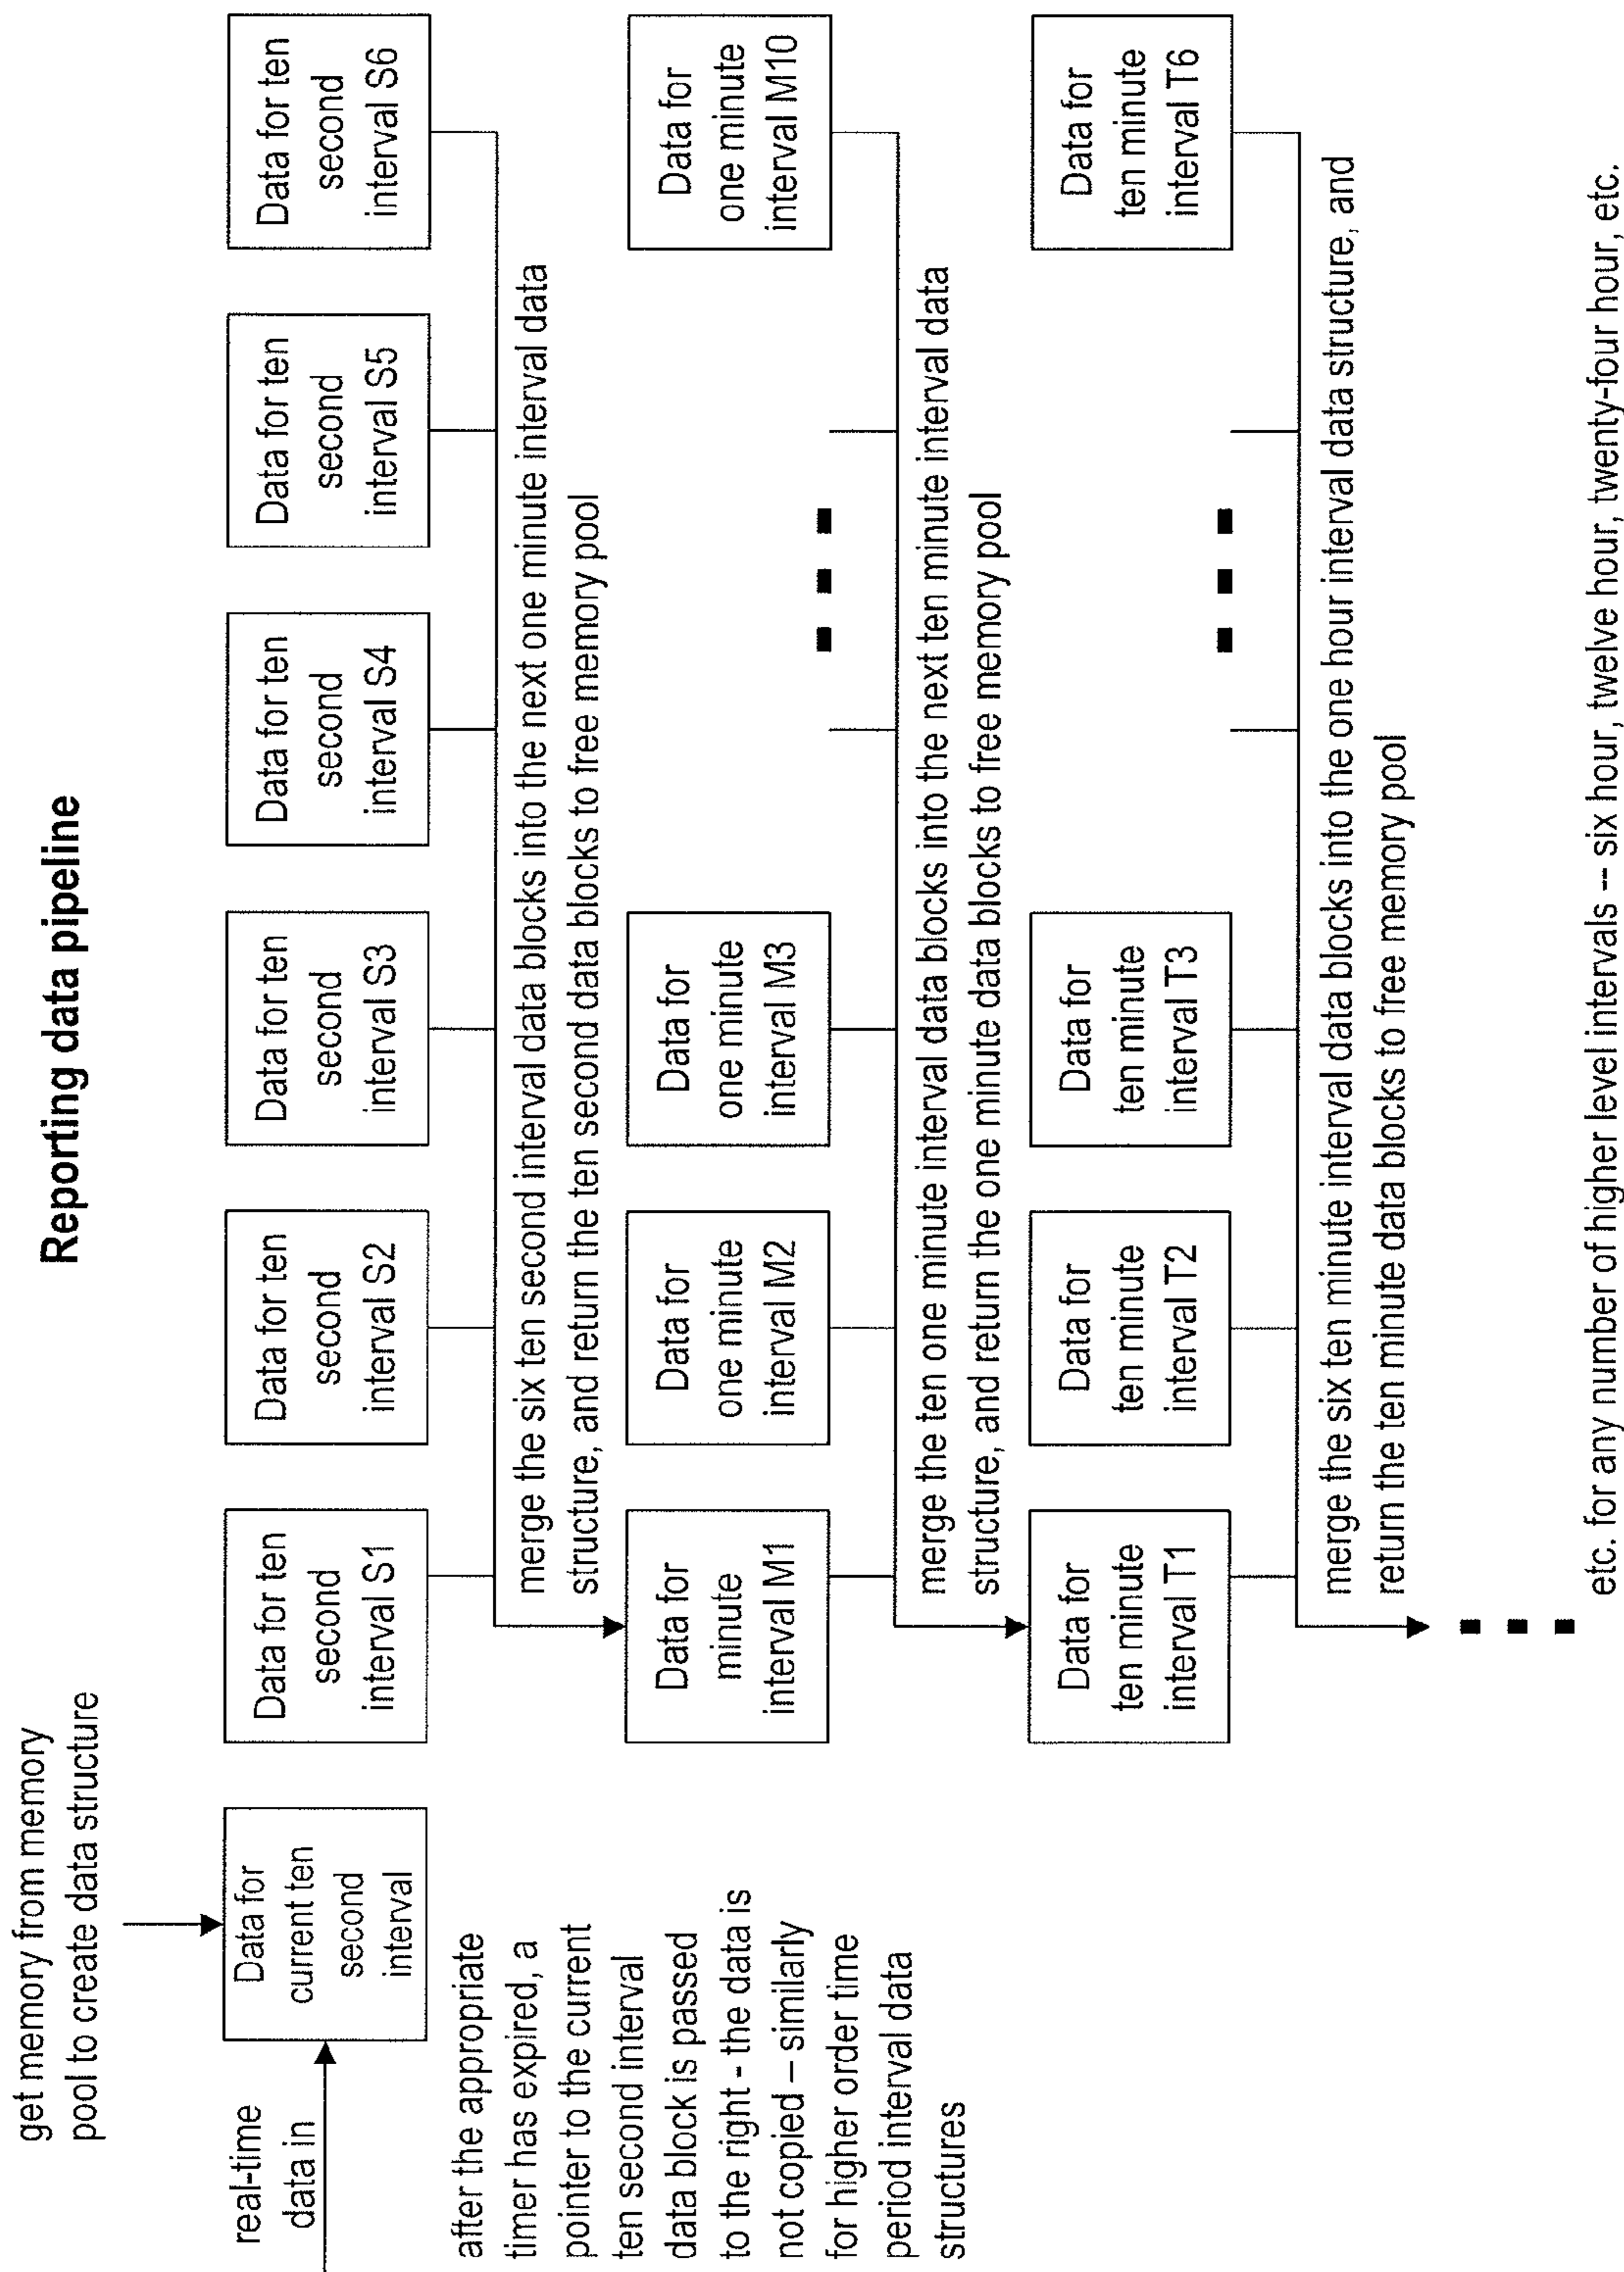 Reporting data pipeline
get memory from memory
pool to create data structure
real-time
data in
Data for
current ten
second
interval
Data for ten
second
interval S1
Data for ten
second
interval S2
Data for ten
second
interval S3
Data for ten
second
interval S4
Data for ten
second
interval S5
Data for ten
second
interval S6
after the appropriate
timer has expired, a
pointer to the current
ten second interval
data block is passed
to the right - the data is
not copied – similarly
for higher order time
period interval data
structures
merge the six ten second interval data blocks into the next one minute interval data
structure, and return the ten second data blocks to free memory pool
Data for
minute
interval M1
Data for
one minute
interval M2
Data for
one minute
interval M3
Data for
one minute
interval M10
merge the ten one minute interval data blocks into the next ten minute interval data
structure, and return the one minute data blocks to free memory pool
Data for
ten minute
interval T1
Data for
ten minute
interval T2
Data for
ten minute
interval T3
Data for
ten minute
interval T6
merge the six ten minute interval data blocks into the one hour interval data structure, and
return the ten minute data blocks to free memory pool
etc. for any number of higher level intervals -- six hour, twelve hour, twenty-four hour, etc.